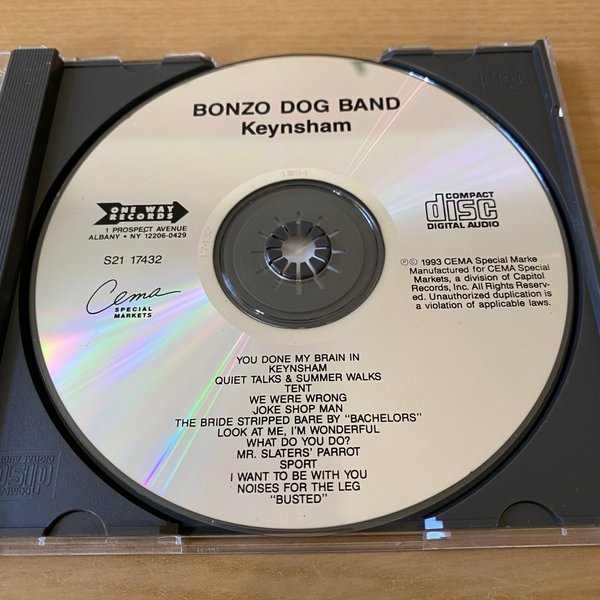 BONZO DOG BAND
Keynsham
ONE WAY
RECORDS
1 PROSPECT AVENUE
ALBANY • NY 12206-0429
S21 17432
Cema
SPECIAL
MARKETS
COMPACT
disc
DIGITAL AUDIO
ⓅⒸ 1993 CEMA Special Marke
Manufactured for CEMA Special
Markets, a division of Capitol
Records, Inc. All Rights Reserv-
ed. Unauthorized duplication is
a violation of applicable laws.
17432
YOU DONE MY BRAIN IN
KEYNSHAM
QUIET TALKS & SUMMER WALKS
TENT
WE WERE WRONG
JOKE SHOP MAN
THE BRIDE STRIPPED BARE BY “BACHELORS”
LOOK AT ME, I'M WONDERFUL
WHAT DO YOU DO?
MR. SLATERS' PARROT
SPORT
I WANT TO BE WITH YOU
NOISES FOR THE LEG
“BUSTED”
disc